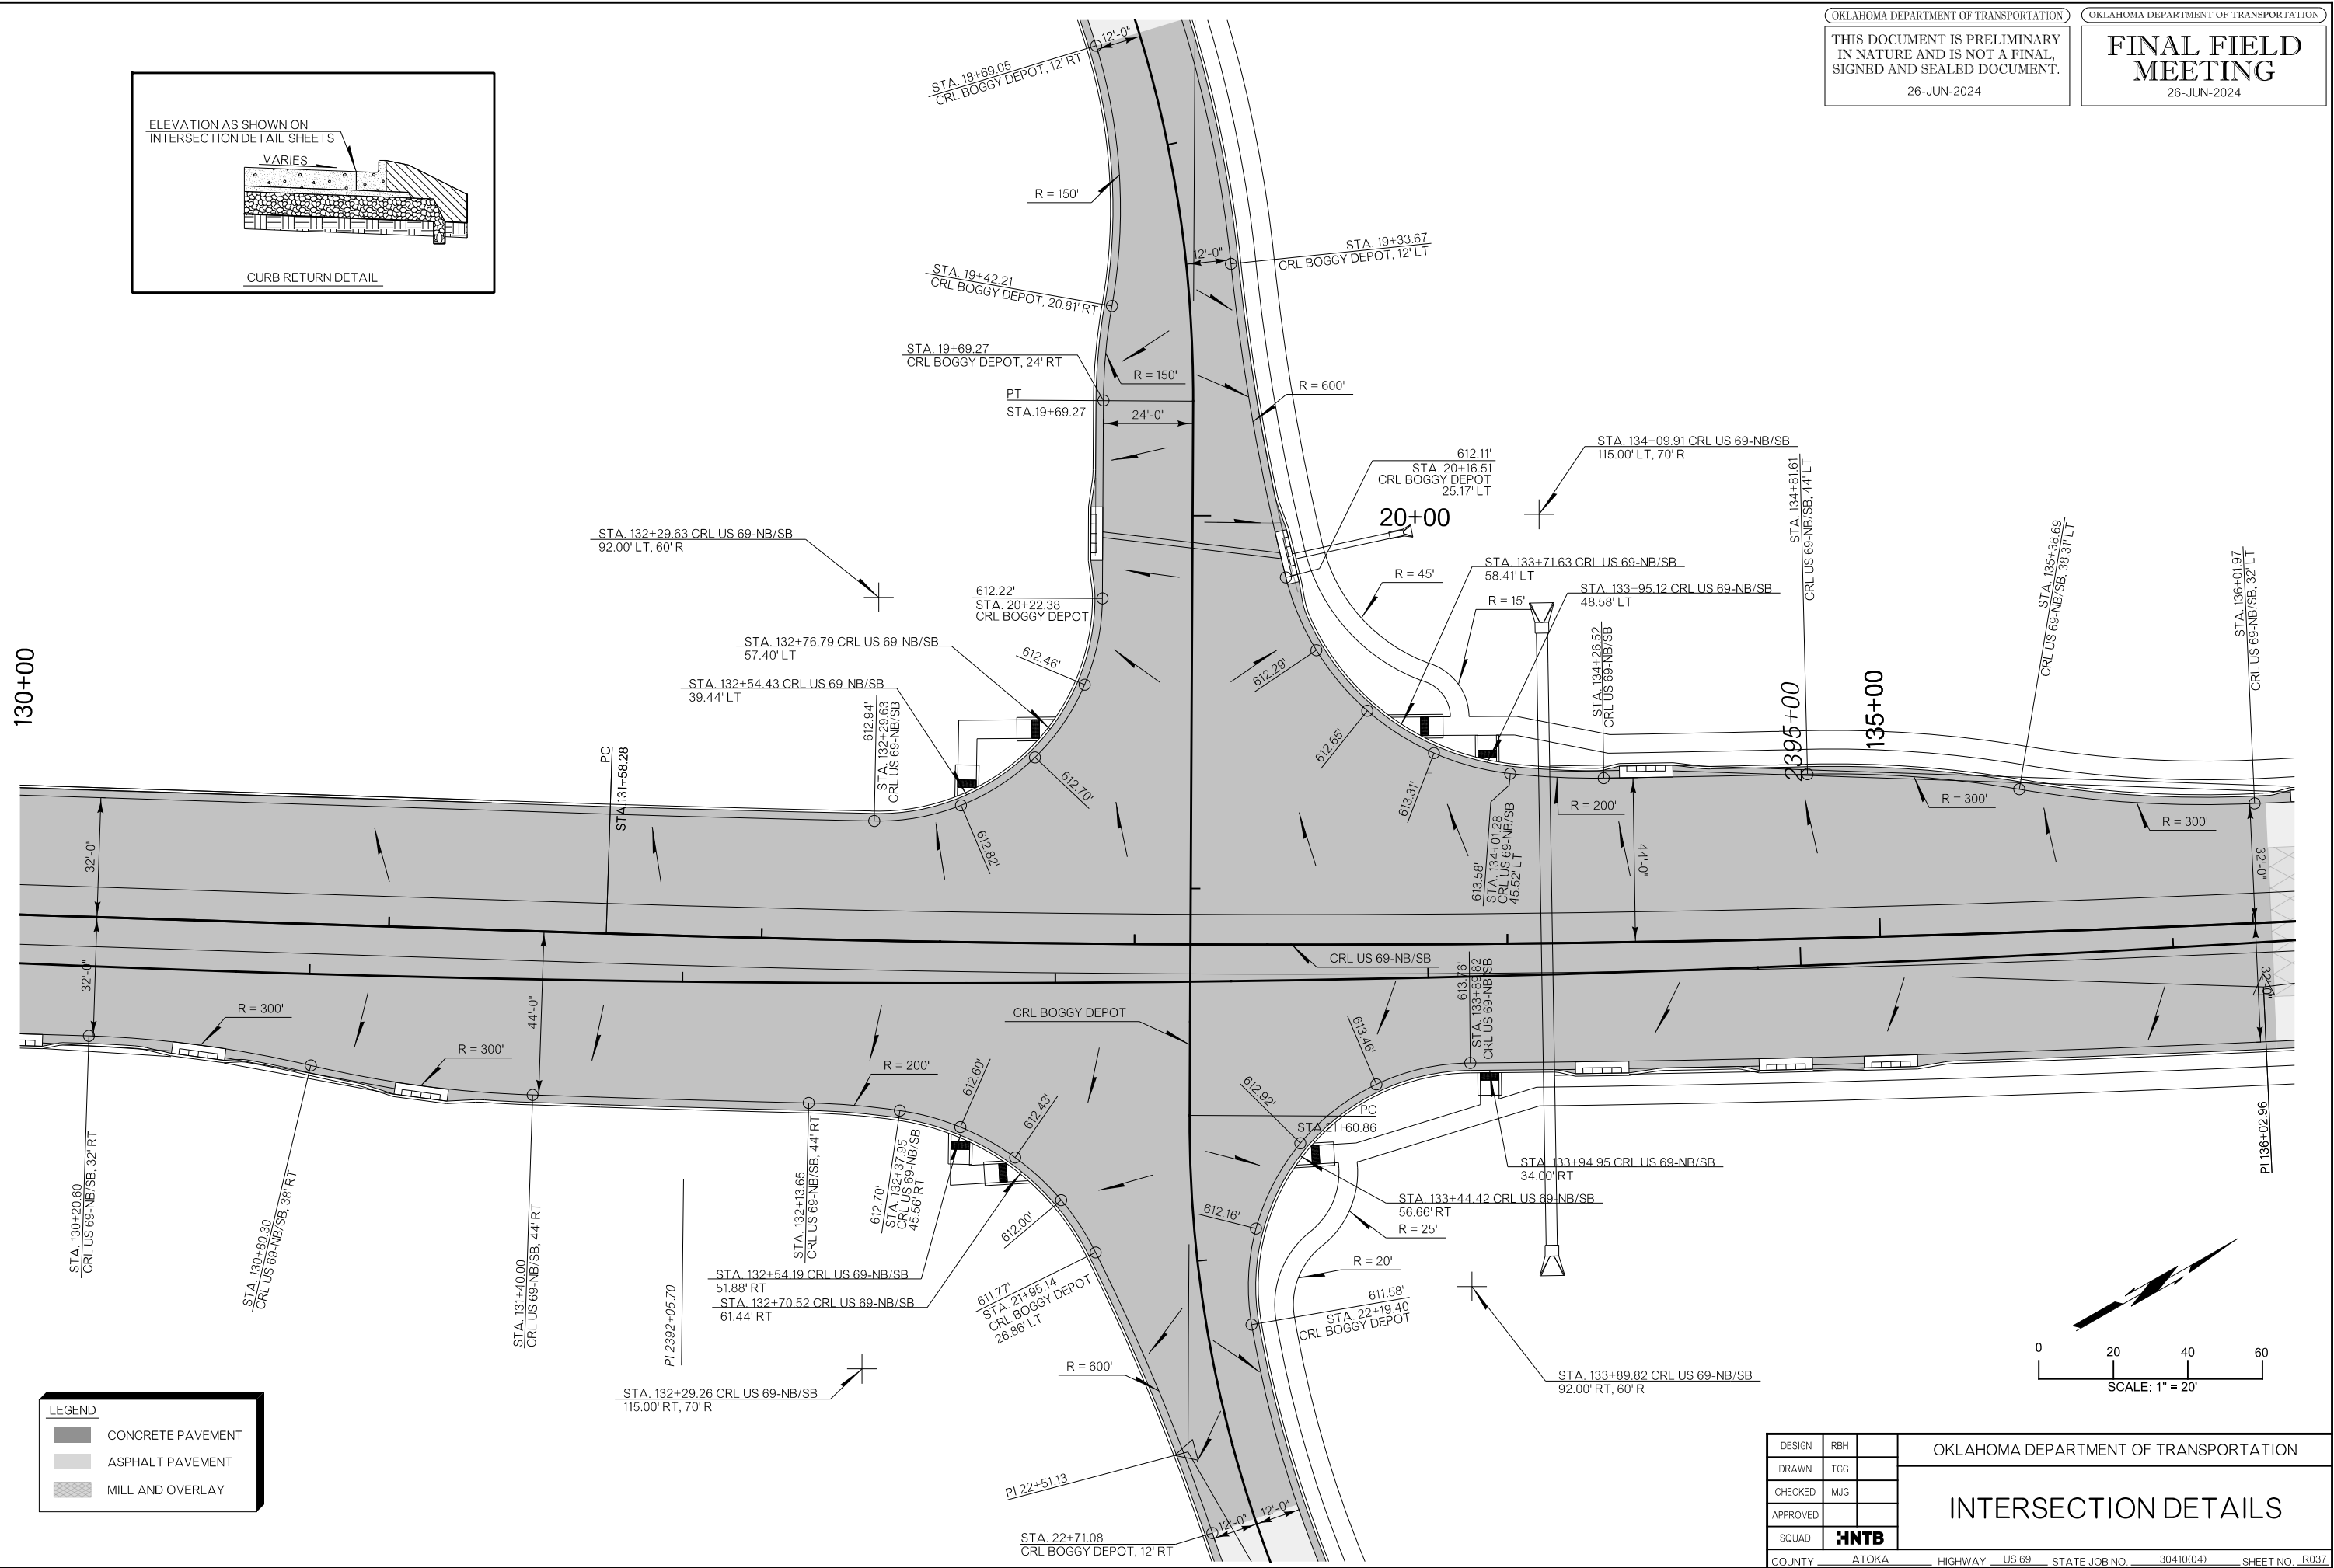 OKLAHOMA DEPARTMENT OF TRANSPORTATION
THIS DOCUMENT IS PRELIMINARY
IN NATURE AND IS NOT A FINAL,
SIGNED AND SEALED DOCUMENT.
26-JUN-2024
OKLAHOMA DEPARTMENT OF TRANSPORTATION
FINAL FIELD
MEETING
26-JUN-2024
ELEVATION AS SHOWN ON
INTERSECTION DETAIL SHEETS
VARIES
CURB RETURN DETAIL
12'-0"
STA. 18+69.05
CRL BOGGY DEPOT, 12' RT
R = 150'
12'-0"
STA. 19+33.67
CRL BOGGY DEPOT, 12' LT
STA. 19+42.21
CRL BOGGY DEPOT, 20.81' RT
STA. 19+69.27
CRL BOGGY DEPOT, 24' RT
R = 150'
R = 600'
PT
STA.19+69.27
24'-0"
612.11'
STA. 20+16.51
CRL BOGGY DEPOT
25.17' LT
STA. 134+09.91 CRL US 69-NB/SB
115.00' LT, 70' R
STA. 134+81.61
CRL US 69-NB/SB, 44' LT
20+00
STA. 132+29.63 CRL US 69-NB/SB
92.00' LT, 60' R
STA. 133+71.63 CRL US 69-NB/SB
58.41' LT
R = 45'
R = 15'
STA. 133+95.12 CRL US 69-NB/SB
48.58' LT
STA. 135+38.69
CRL US 69-NB/SB, 38.31' LT
STA. 136+01.97
CRL US 69-NB/SB, 32' LT
612.22'
STA. 20+22.38
CRL BOGGY DEPOT
STA. 132+76.79 CRL US 69-NB/SB
57.40' LT
612.46'
STA. 132+54.43 CRL US 69-NB/SB
39.44' LT
612.29'
STA. 134+26.52
CRL US 69-NB/SB
130+00
2395+00
135+00
PC
STA.131+58.28
612.94'
STA. 132+29.63
CRL US 69-NB/SB
612.70'
612.82'
612.65'
613.31'
613.58'
STA. 134+01.28
CRL US 69-NB/SB
45.52' LT
R = 200'
R = 300'
R = 300'
32'-0"
44'-0"
32'-0"
CRL US 69-NB/SB
32'-0"
32'-0"
44'-0"
R = 300'
R = 300'
R = 200'
CRL BOGGY DEPOT
613.76'
STA. 133+89.82
CRL US 69-NB/SB
613.46'
612.92'
PC
STA.21+60.86
612.60'
612.43'
STA. 130+20.60
CRL US 69-NB/SB, 32' RT
STA. 130+80.30
CRL US 69-NB/SB, 38' RT
STA. 131+40.00
CRL US 69-NB/SB, 44' RT
STA. 132+13.65
CRL US 69-NB/SB, 44' RT
612.70'
STA. 132+37.95
CRL US 69-NB/SB
45.56' RT
612.00'
612.16'
STA. 133+94.95 CRL US 69-NB/SB
34.00' RT
STA. 133+44.42 CRL US 69-NB/SB
56.66' RT
R = 25'
R = 20'
PI 136+02.96
PI 2392+05.70
STA. 132+54.19 CRL US 69-NB/SB
51.88' RT
STA. 132+70.52 CRL US 69-NB/SB
61.44' RT
611.77'
STA. 21+95.14
CRL BOGGY DEPOT
26.86' LT
611.58'
STA. 22+19.40
CRL BOGGY DEPOT
R = 600'
STA. 132+29.26 CRL US 69-NB/SB
115.00' RT, 70' R
STA. 133+89.82 CRL US 69-NB/SB
92.00' RT, 60' R
0 20 40 60
SCALE: 1" = 20'
LEGEND
CONCRETE PAVEMENT
ASPHALT PAVEMENT
MILL AND OVERLAY
PI 22+51.13
12'-0"
12'-0"
STA. 22+71.08
CRL BOGGY DEPOT, 12' RT
DESIGN RBH
DRAWN TGG
CHECKED MJG
APPROVED
SQUAD HNTB
OKLAHOMA DEPARTMENT OF TRANSPORTATION
INTERSECTION DETAILS
COUNTY ATOKA HIGHWAY US 69 STATE JOB NO. 30410(04) SHEET NO. R037